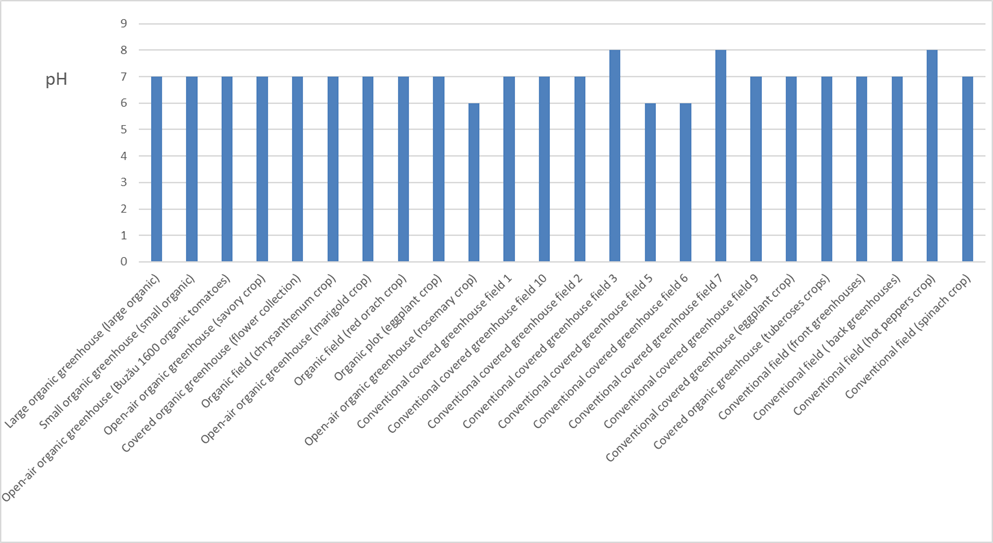 9
8
pH
7
6
5
4
3
2
1
0
Large organic greenhouse (large organic)
Small organic greenhouse (small organic)
Open-air organic greenhouse (Buzău 1600 organic tomatoes)
Open-air organic greenhouse (savory crop)
Covered organic greenhouse (flower collection)
Organic field (chrysanthemum crop)
Open-air organic greenhouse (marigold crop)
Organic field (red orach crop)
Organic plot (eggplant crop)
Open-air organic greenhouse (rosemary crop)
Conventional covered greenhouse field 1
Conventional covered greenhouse field 10
Conventional covered greenhouse field 2
Conventional covered greenhouse field 3
Conventional covered greenhouse field 5
Conventional covered greenhouse field 6
Conventional covered greenhouse field 7
Conventional covered greenhouse field 9
Conventional covered greenhouse (eggplant crop)
Covered organic greenhouse (tuberoses crops)
Conventional field (front greenhouses)
Conventional field ( back greenhouses)
Conventional field (hot peppers crop)
Conventional field (spinach crop)